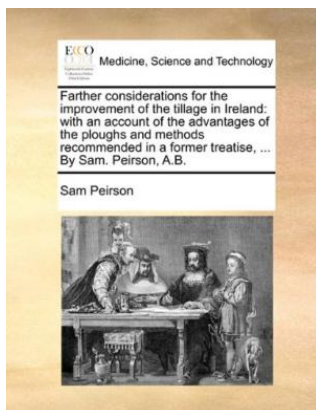 ECCO
Medicine, Science and Technology
Farther considerations for the
improvement of the tillage in Ireland:
with an account of the advantages of
the ploughs and methods
recommended in a former treatise, ...
By Sam. Peirson, A.B.
Sam Peirson